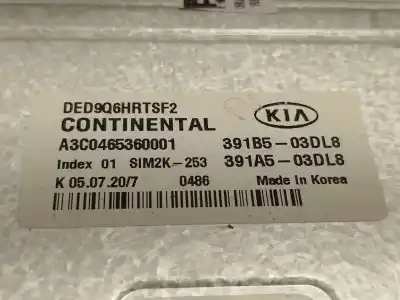 DED9Q6HRTSF2
CONTINENTAL
KIA
A3C0465360001 391B5-03DL8
Index 01 SIM2K-253 391A5-03DL8
K 05.07.20/7 0486 Made in Korea